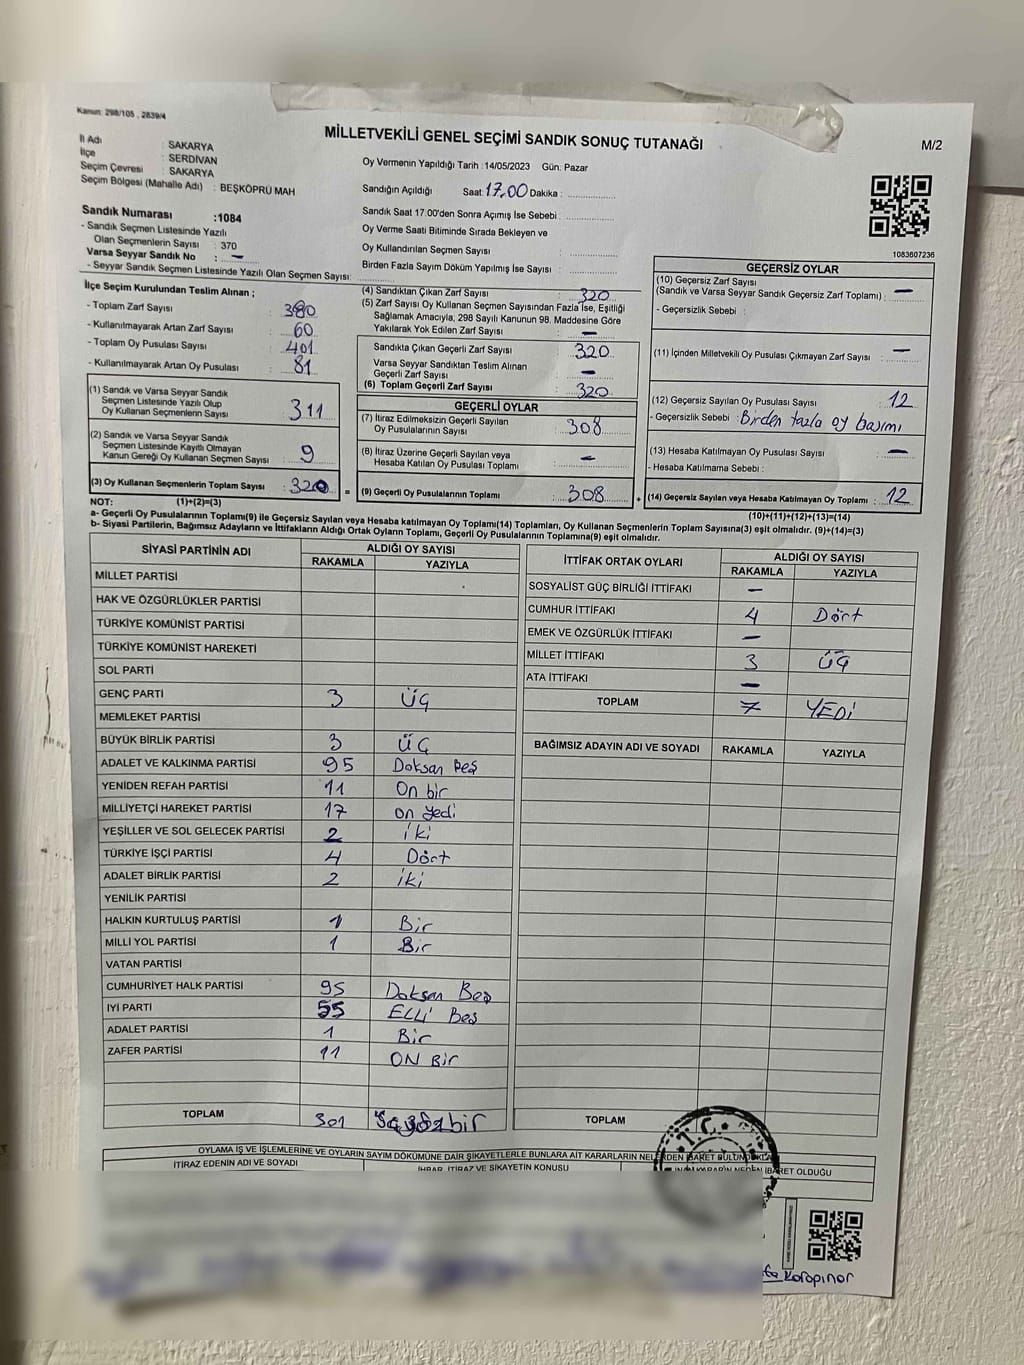 Kanun: 298/105 , 2839/4
MİLLETVEKİLİ GENEL SEÇİMİ SANDIK SONUÇ TUTANAĞI
M/2
İl Adı : SAKARYA
İlçe : SERDİVAN
Seçim Çevresi : SAKARYA
Seçim Bölgesi (Mahalle Adı) : BEŞKÖPRÜ MAH
Oy Vermenin Yapıldığı Tarih :14/05/2023 Gün: Pazar
Sandığın Açıldığı Saat 17.00 Dakika :
Sandık Saat 17:00'den Sonra Açımış İse Sebebi :
Oy Verme Saati Bitiminde Sırada Bekleyen ve
Oy Kullandırılan Seçmen Sayısı
Birden Fazla Sayım Döküm Yapılmış İse Sayısı
Sandık Numarası :1084
- Sandık Seçmen Listesinde Yazılı
Olan Seçmenlerin Sayısı : 370
Varsa Seyyar Sandık No : -
- Seyyar Sandık Seçmen Listesinde Yazılı Olan Seçmen Sayısı:
İlçe Seçim Kurulundan Teslim Alınan ;
- Toplam Zarf Sayısı : 380
- Kullanılmayarak Artan Zarf Sayısı : 60
- Toplam Oy Pusulası Sayısı : 401
- Kullanılmayarak Artan Oy Pusulası : 81
(1) Sandık ve Varsa Seyyar Sandık
Seçmen Listesinde Yazılı Olup
Oy Kullanan Seçmenlerin Sayısı : 311
(2) Sandık ve Varsa Seyyar Sandık
Seçmen Listesinde Kayıtlı Olmayan
Kanun Gereği Oy Kullanan Seçmen Sayısı : 9
(3) Oy Kullanan Seçmenlerin Toplam Sayısı : 320
(4) Sandıktan Çıkan Zarf Sayısı : 320
(5) Zarf Sayısı Oy Kullanan Seçmen Sayısından Fazla İse, Eşitliği
Sağlamak Amacıyla, 298 Sayılı Kanunun 98. Maddesine Göre
Yakılarak Yok Edilen Zarf Sayısı : -
Sandıkta Çıkan Geçerli Zarf Sayısı : 320
Varsa Seyyar Sandıktan Teslim Alınan
Geçerli Zarf Sayısı : -
(6) Toplam Geçerli Zarf Sayısı : 320
GEÇERLİ OYLAR
(7) İtiraz Edilmeksizin Geçerli Sayılan
Oy Pusulalarının Sayısı : 308
(8) İtiraz Üzerine Geçerli Sayılan veya
Hesaba Katılan Oy Pusulası Toplamı : -
= (9) Geçerli Oy Pusulalarının Toplamı : 308
1083607236
GEÇERSİZ OYLAR
(10) Geçersiz Zarf Sayısı
(Sandık ve Varsa Seyyar Sandık Geçersiz Zarf Toplamı) : -
- Geçersizlik Sebebi :
(11) İçinden Milletvekili Oy Pusulası Çıkmayan Zarf Sayısı : -
(12) Geçersiz Sayılan Oy Pusulası Sayısı : 12
- Geçersizlik Sebebi : Birden fazla oy basımı
(13) Hesaba Katılmayan Oy Pusulası Sayısı : -
- Hesaba Katılmama Sebebi :
+ (14) Geçersiz Sayılan veya Hesaba Katılmayan Oy Toplamı : 12
NOT: (1)+(2)=(3)
(10)+(11)+(12)+(13)=(14)
a- Geçerli Oy Pusulalarının Toplamı(9) ile Geçersiz Sayılan veya Hesaba katılmayan Oy Toplamı(14) Toplamları, Oy Kullanan Seçmenlerin Toplam Sayısına(3) eşit olmalıdır. (9)+(14)=(3)
b- Siyasi Partilerin, Bağımsız Adayların ve İttifakların Aldığı Ortak Oyların Toplamı, Geçerli Oy Pusulalarının Toplamına(9) eşit olmalıdır.
SİYASİ PARTİNİN ADI ALDIĞI OY SAYISI
RAKAMLA YAZIYLA
MİLLET PARTİSİ
HAK VE ÖZGÜRLÜKLER PARTİSİ
TÜRKİYE KOMÜNİST PARTİSİ
TÜRKİYE KOMÜNİST HAREKETİ
SOL PARTİ
GENÇ PARTİ 3 ÜÇ
MEMLEKET PARTİSİ
BÜYÜK BİRLİK PARTİSİ 3 ÜÇ
ADALET VE KALKINMA PARTİSİ 95 Doksan Beş
YENİDEN REFAH PARTİSİ 11 On bir
MİLLİYETÇİ HAREKET PARTİSİ 17 on yedi
YEŞİLLER VE SOL GELECEK PARTİSİ 2 iki
TÜRKİYE İŞÇİ PARTİSİ 4 Dört
ADALET BİRLİK PARTİSİ 2 iki
YENİLİK PARTİSİ
HALKIN KURTULUŞ PARTİSİ 1 Bir
MİLLİ YOL PARTİSİ 1 Bir
VATAN PARTİSİ
CUMHURİYET HALK PARTİSİ 95 Doksan Beş
İYİ PARTİ 55 ELLİ Beş
ADALET PARTİSİ 1 Bir
ZAFER PARTİSİ 11 ON Bir
TOPLAM 301
İTTİFAK ORTAK OYLARI ALDIĞI OY SAYISI
RAKAMLA YAZIYLA
SOSYALİST GÜÇ BİRLİĞİ İTTİFAKI -
CUMHUR İTTİFAKI 4 Dört
EMEK VE ÖZGÜRLÜK İTTİFAKI -
MİLLET İTTİFAKI 3 ÜÇ
ATA İTTİFAKI -
TOPLAM 7 YEDİ
BAĞIMSIZ ADAYIN ADI VE SOYADI RAKAMLA YAZIYLA
TOPLAM
T.C.
OYLAMA İŞ VE İŞLEMLERİNE VE OYLARIN SAYIM DÖKÜMÜNE DAİR ŞİKAYETLERLE BUNLARA AİT KARARLARIN NELERDEN İBARET BULUNDUKLA
İTİRAZ EDENİN ADI VE SOYADI İHBAR, İTİRAZ VE ŞİKAYETİN KONUSU İBARET OLDUĞU
Karapınar